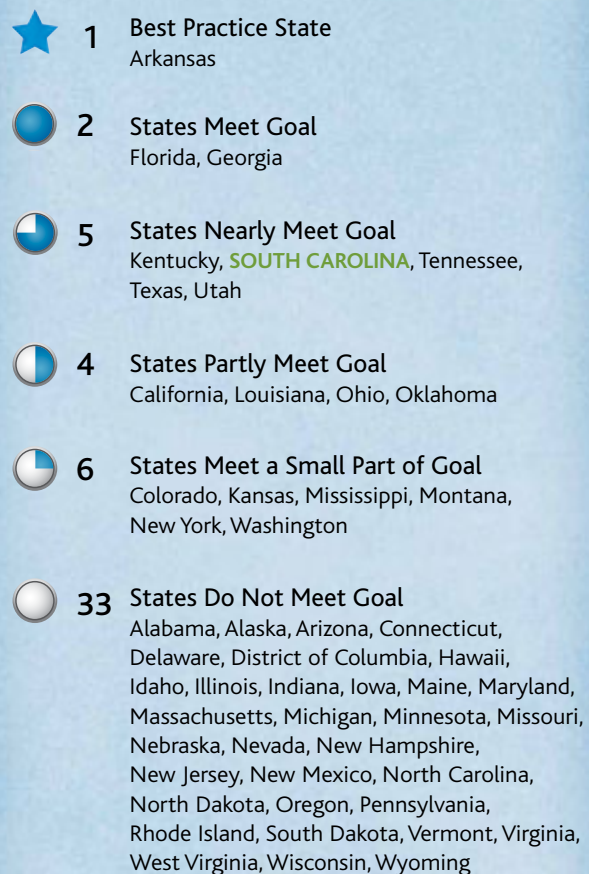 1 Best Practice State
Arkansas
2 States Meet Goal
Florida, Georgia
5 States Nearly Meet Goal
Kentucky, SOUTH CAROLINA, Tennessee,
Texas, Utah
4 States Partly Meet Goal
California, Louisiana, Ohio, Oklahoma
6 States Meet a Small Part of Goal
Colorado, Kansas, Mississippi, Montana,
New York, Washington
33 States Do Not Meet Goal
Alabama, Alaska, Arizona, Connecticut,
Delaware, District of Columbia, Hawaii,
Idaho, Illinois, Indiana, Iowa, Maine, Maryland,
Massachusetts, Michigan, Minnesota, Missouri,
Nebraska, Nevada, New Hampshire,
New Jersey, New Mexico, North Carolina,
North Dakota, Oregon, Pennsylvania,
Rhode Island, South Dakota, Vermont, Virginia,
West Virginia, Wisconsin, Wyoming